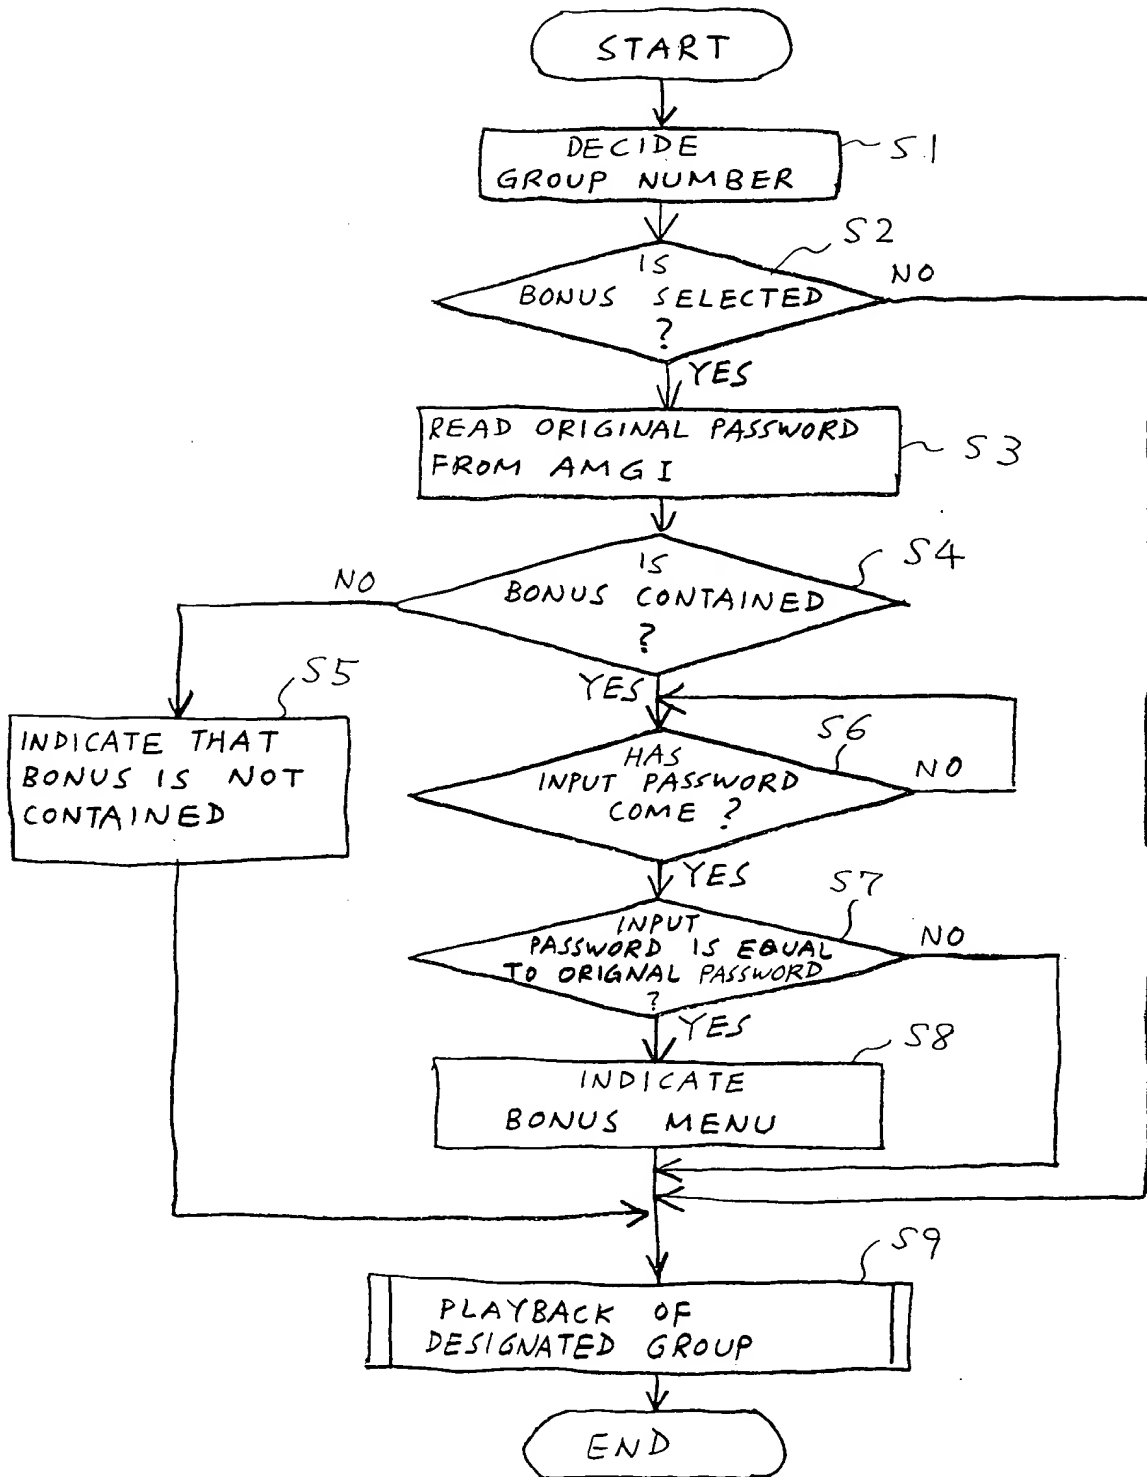 START
DECIDE
GROUP NUMBER
S1
IS
BONUS SELECTED
?
S2
NO
YES
READ ORIGINAL PASSWORD
FROM AMGI
S3
IS
BONUS CONTAINED
?
S4
NO
YES
S5
INDICATE THAT
BONUS IS NOT
CONTAINED
HAS
INPUT PASSWORD
COME ?
S6
NO
YES
INPUT
PASSWORD IS EQUAL
TO ORIGNAL PASSWORD
?
S7
NO
YES
INDICATE
BONUS MENU
S8
PLAYBACK OF
DESIGNATED GROUP
S9
END